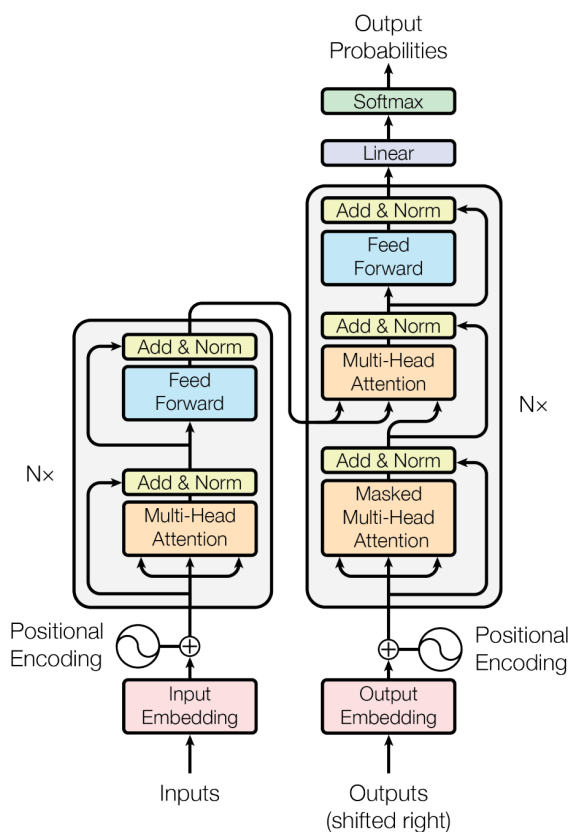 Output
Probabilities
Softmax
Linear
Add & Norm
Feed
Forward
Add & Norm
Multi-Head
Attention
Add & Norm
Masked
Multi-Head
Attention
N×
Positional
Encoding
Output
Embedding
Outputs
(shifted right)
Add & Norm
Feed
Forward
Add & Norm
Multi-Head
Attention
N×
Positional
Encoding
Input
Embedding
Inputs